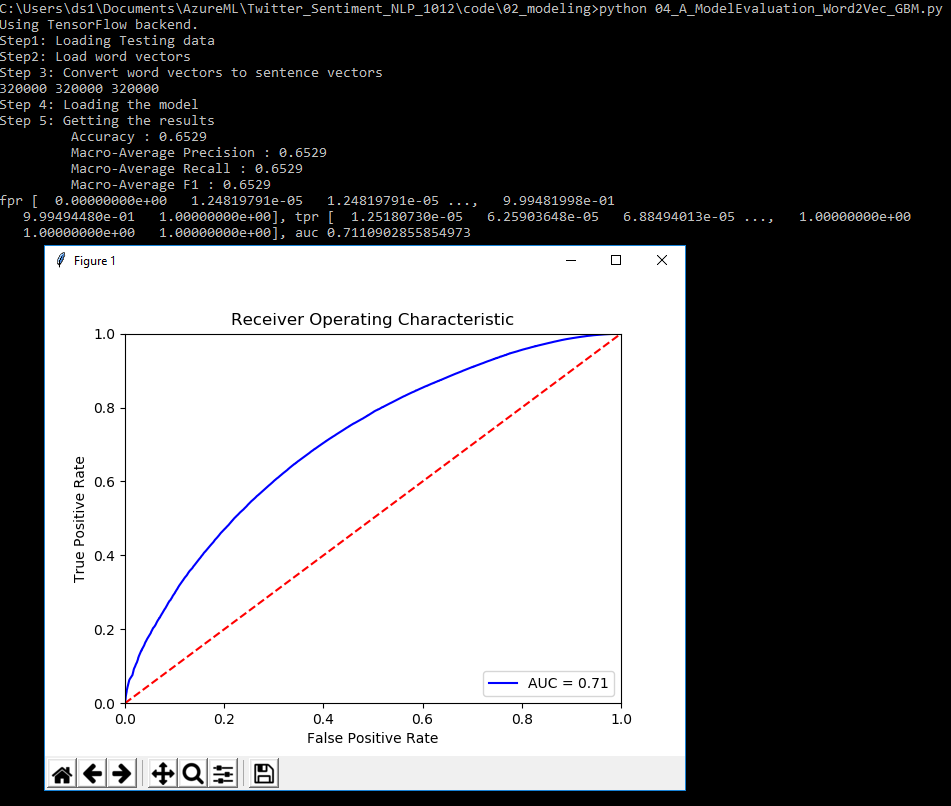 C:\Users\ds1\Documents\AzureML\Twitter_Sentiment_NLP_1012\code\02_modeling>python 04_A_ModelEvaluation_Word2Vec_GBM.py
Using TensorFlow backend.
Step1: Loading Testing data
Step2: Load word vectors
Step 3: Convert word vectors to sentence vectors
320000 320000 320000
Step 4: Loading the model
Step 5: Getting the results
Accuracy : 0.6529
Macro-Average Precision : 0.6529
Macro-Average Recall : 0.6529
Macro-Average F1 : 0.6529
fpr [ 0.00000000e+00 1.24819791e-05 1.24819791e-05 ..., 9.99481998e-01
9.99494480e-01 1.00000000e+00], tpr [ 1.25180730e-05 6.25903648e-05 6.88494013e-05 ..., 1.00000000e+00
1.00000000e+00 1.00000000e+00], auc 0.7110902855854973
Figure 1
Receiver Operating Characteristic
1.0
0.8
0.6
0.4
0.2
0.0
True Positive Rate
AUC = 0.71
0.0 0.2 0.4 0.6 0.8 1.0
False Positive Rate